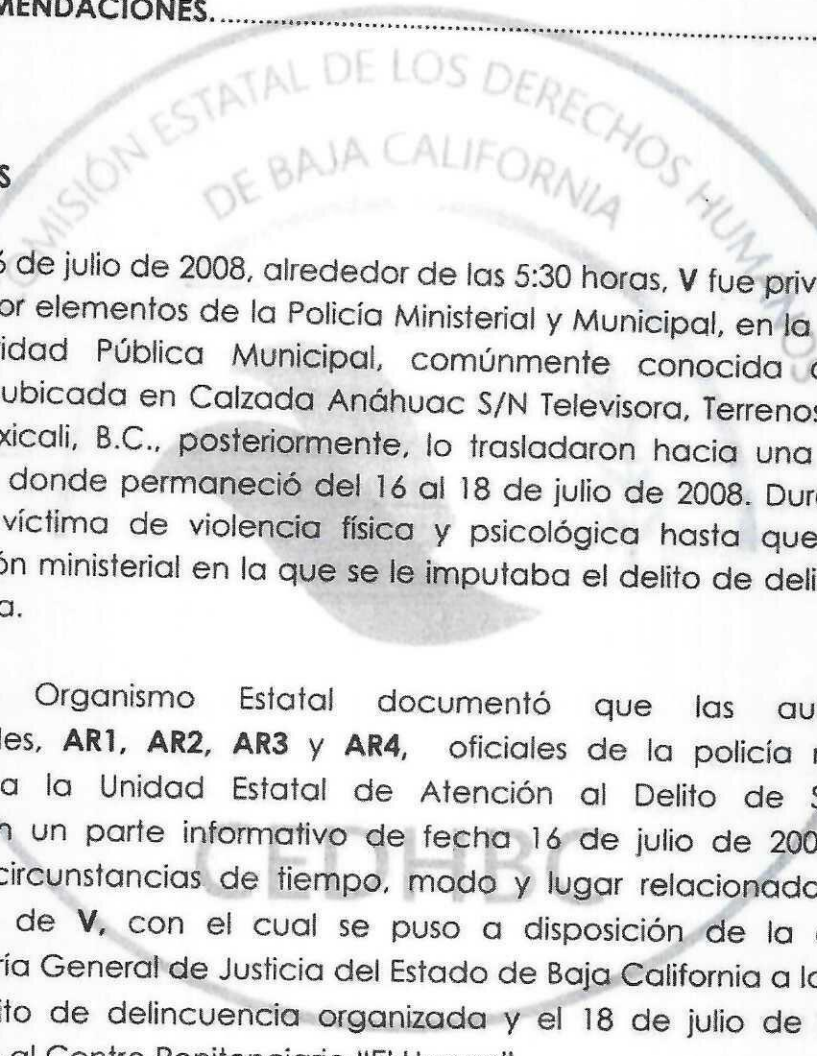 MENDACIONES.
COMISIÓN ESTATAL DE LOS DERECHOS HUMANOS
DE BAJA CALIFORNIA
S
6 de julio de 2008, alrededor de las 5:30 horas, V fue priv
or elementos de la Policía Ministerial y Municipal, en la
idad Pública Municipal, comúnmente conocida
ubicada en Calzada Anáhuac S/N Televisora, Terrenos
xicali, B.C., posteriormente, lo trasladaron hacia una
donde permaneció del 16 al 18 de julio de 2008. Dur
víctima de violencia física y psicológica hasta que
ón ministerial en la que se le imputaba el delito de deli
a.
Organismo Estatal documentó que las au
les, AR1, AR2, AR3 y AR4, oficiales de la policía
a la Unidad Estatal de Atención al Delito de S
n un parte informativo de fecha 16 de julio de 200
circunstancias de tiempo, modo y lugar relacionado
de V, con el cual se puso a disposición de la
ría General de Justicia del Estado de Baja California a la
ito de delincuencia organizada y el 18 de julio de
al Centro Penitenciario "El
CEDHBC